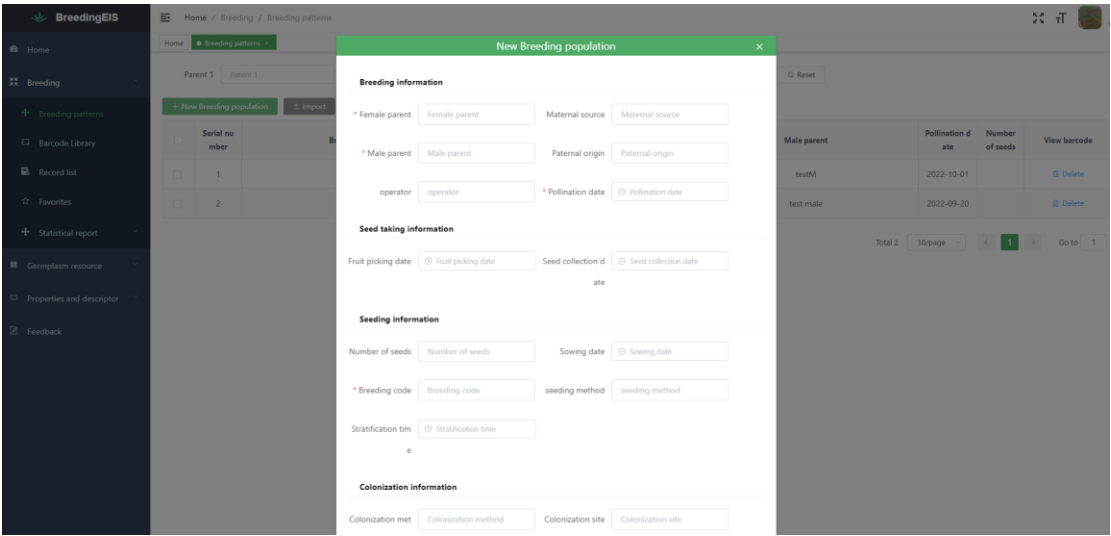 BreedingEIS
Home / Breeding / Breeding patterns
Home
Breeding patterns ×
Home
Breeding
Breeding patterns
Barcode Library
Record list
Favorites
Statistical report
Germplasm resource
Properties and descriptor
Feedback
Parent 1 Parent 1
Reset
+ New Breeding population
Import
Serial nu
mber
Male parent
Pollination d
ate
Number
of seeds
View barcode
1 testM 2022-10-01 Delete
2 test male 2022-09-20 Delete
Total 2 10/page 1 Go to 1
New Breeding population ×
Breeding information
* Female parent Female parent Maternal source Maternal source
* Male parent Male parent Paternal origin Paternal origin
operator operator * Pollination date Pollination date
Seed taking information
Fruit picking date Fruit picking date Seed collection d Seed collection date
ate
Seeding information
Number of seeds Number of seeds Sowing date Sowing date
* Breeding code Breeding code seeding method seeding method
Stratification tim Stratification time
e
Colonization information
Colonization met Colonization method Colonization site Colonization site